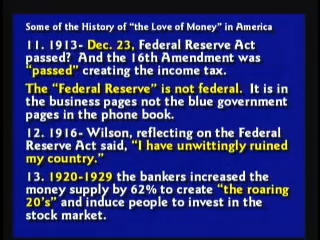 Some of the History of "the Love of Money" in America
11. 1913- Dec. 23, Federal Reserve Act
passed?  And the 16th Amendment was
"passed" creating the income tax.
The "Federal Reserve" is not federal.  It is in
the business pages not the blue government
pages in the phone book.
12. 1916- Wilson, reflecting on the Federal
Reserve Act said, "I have unwittingly ruined
my country."
13. 1920-1929 the bankers increased the
money supply by 62% to create "the roaring
20's" and induce people to invest in the
stock market.